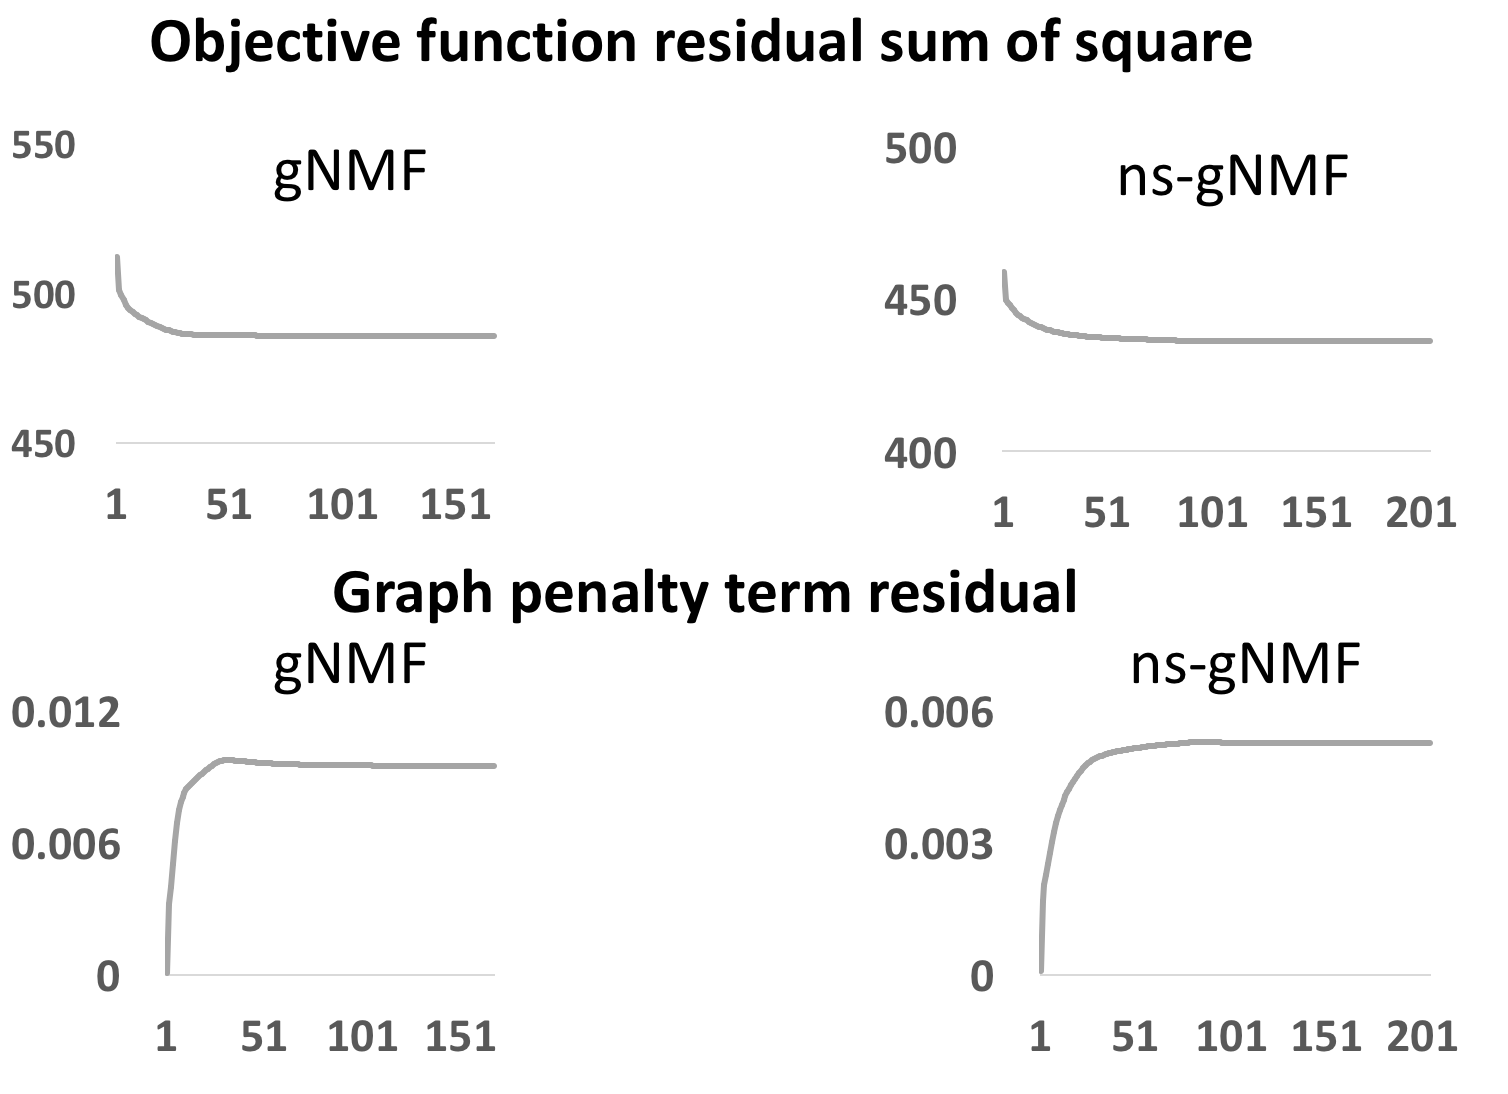 Objective function residual sum of square
gNMF
550
500
450
1 51 101 151
ns-gNMF
500
450
400
1 51 101 151 201
Graph penalty term residual
gNMF
0.012
0.006
0
1 51 101 151
ns-gNMF
0.006
0.003
0
1 51 101 151 201